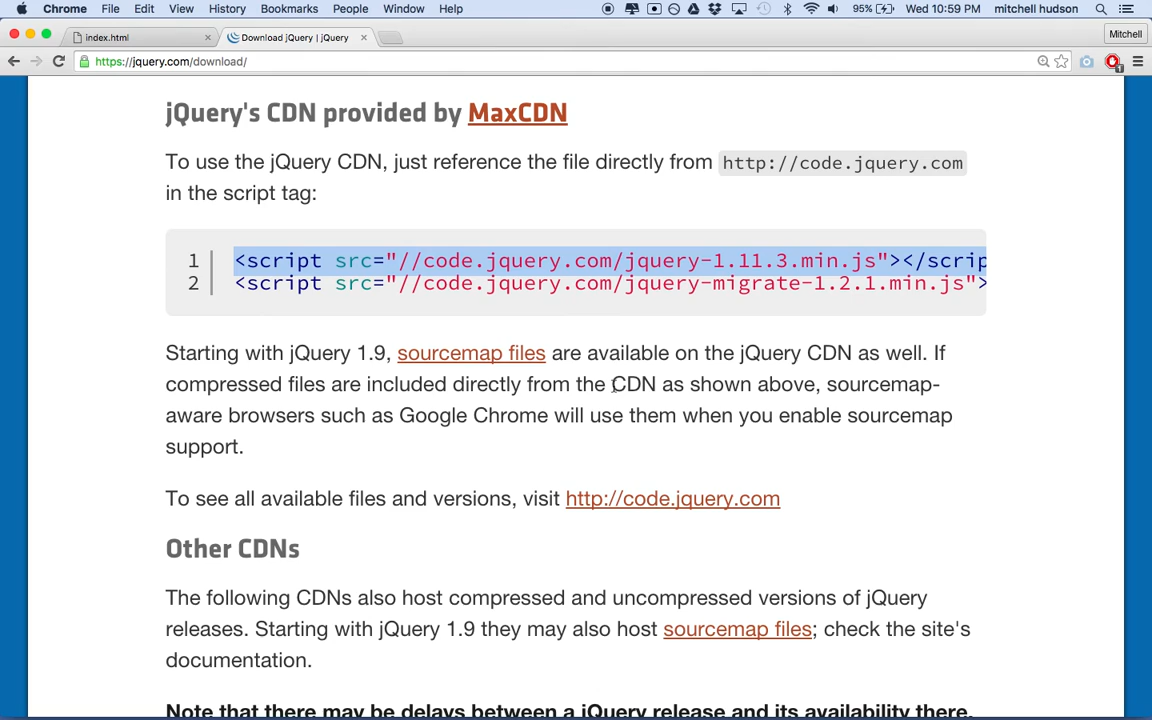 Chrome File Edit View History Bookmarks People Window Help 95% Wed 10:59 PM mitchell hudson
index.html × Download jQuery | jQuery × Mitchell
https://jquery.com/download/ 1
jQuery's CDN provided by MaxCDN
To use the jQuery CDN, just reference the file directly from http://code.jquery.com
in the script tag:
1 <script src="//code.jquery.com/jquery-1.11.3.min.js"></scrip
2 <script src="//code.jquery.com/jquery-migrate-1.2.1.min.js">
Starting with jQuery 1.9, sourcemap files are available on the jQuery CDN as well. If
compressed files are included directly from the CDN as shown above, sourcemap-
aware browsers such as Google Chrome will use them when you enable sourcemap
support.
To see all available files and versions, visit http://code.jquery.com
Other CDNs
The following CDNs also host compressed and uncompressed versions of jQuery
releases. Starting with jQuery 1.9 they may also host sourcemap files; check the site's
documentation.
Note that there may be delays between a jQuery release and its availability there.